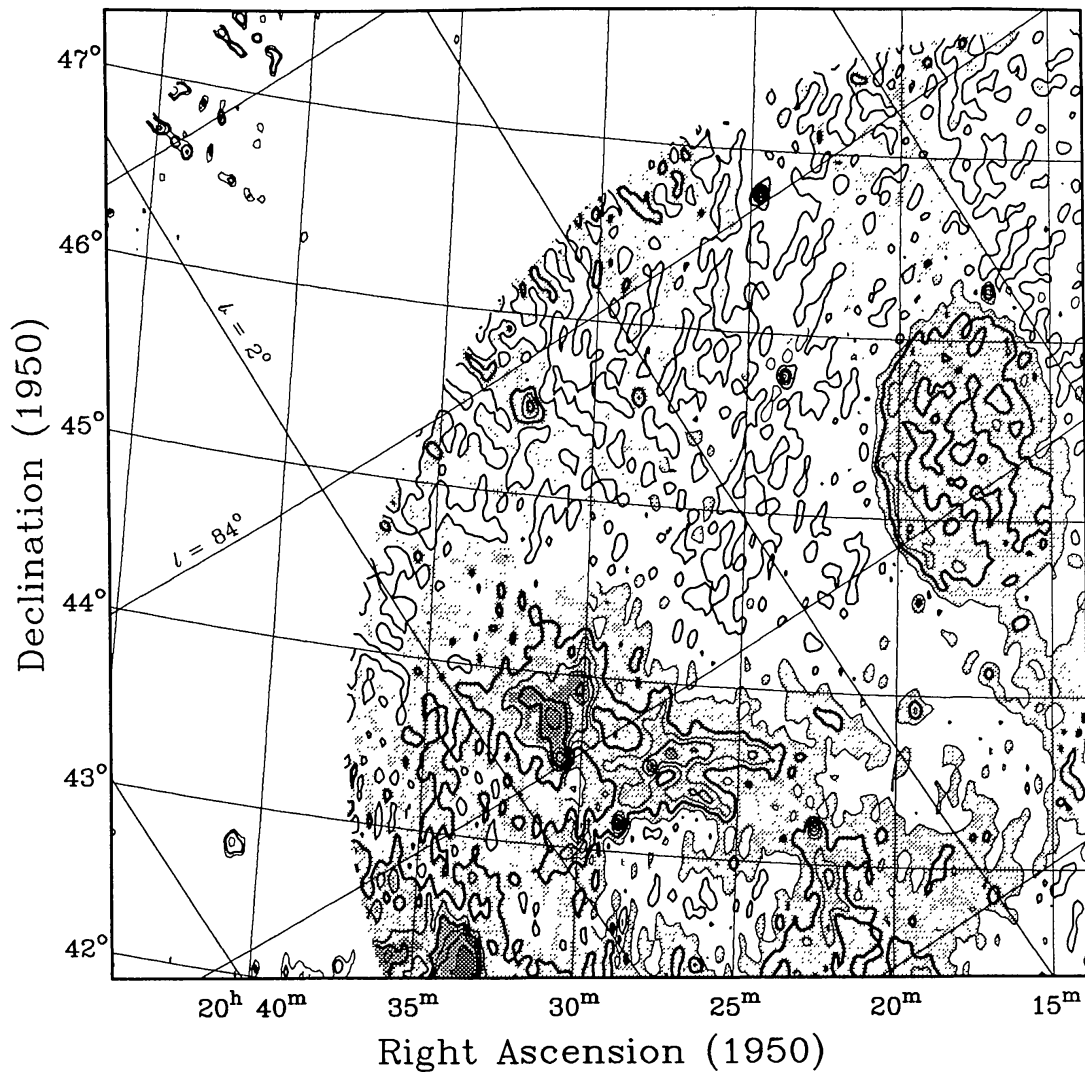 47°
46°
45°
44°
43°
42°
Declination (1950)
b = 2°
l = 84°
20h 40m 35m 30m 25m 20m 15m
Right Ascension (1950)